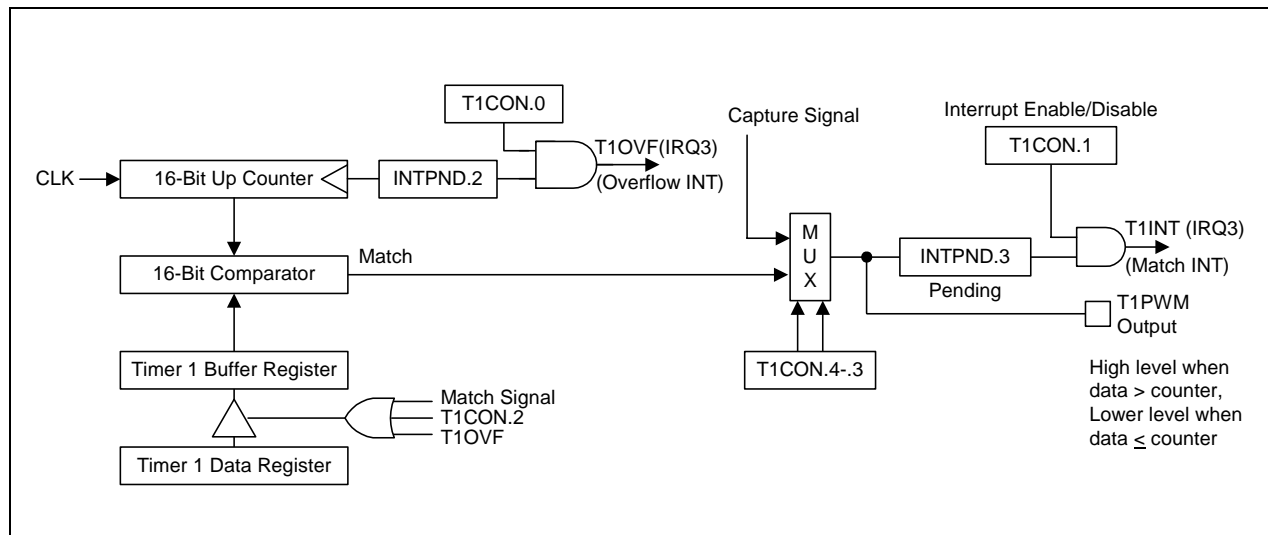 T1CON.0
Capture Signal
Interrupt Enable/Disable
T1CON.1
CLK
16-Bit Up Counter
INTPND.2
T1OVF(IRQ3)
(Overflow INT)
M
U
X
T1INT (IRQ3)
(Match INT)
16-Bit Comparator
Match
INTPND.3
Pending
T1PWM
Output
Timer 1 Buffer Register
T1CON.4-.3
High level when
data > counter,
Lower level when
data ≤ counter
Match Signal
T1CON.2
T1OVF
Timer 1 Data Register